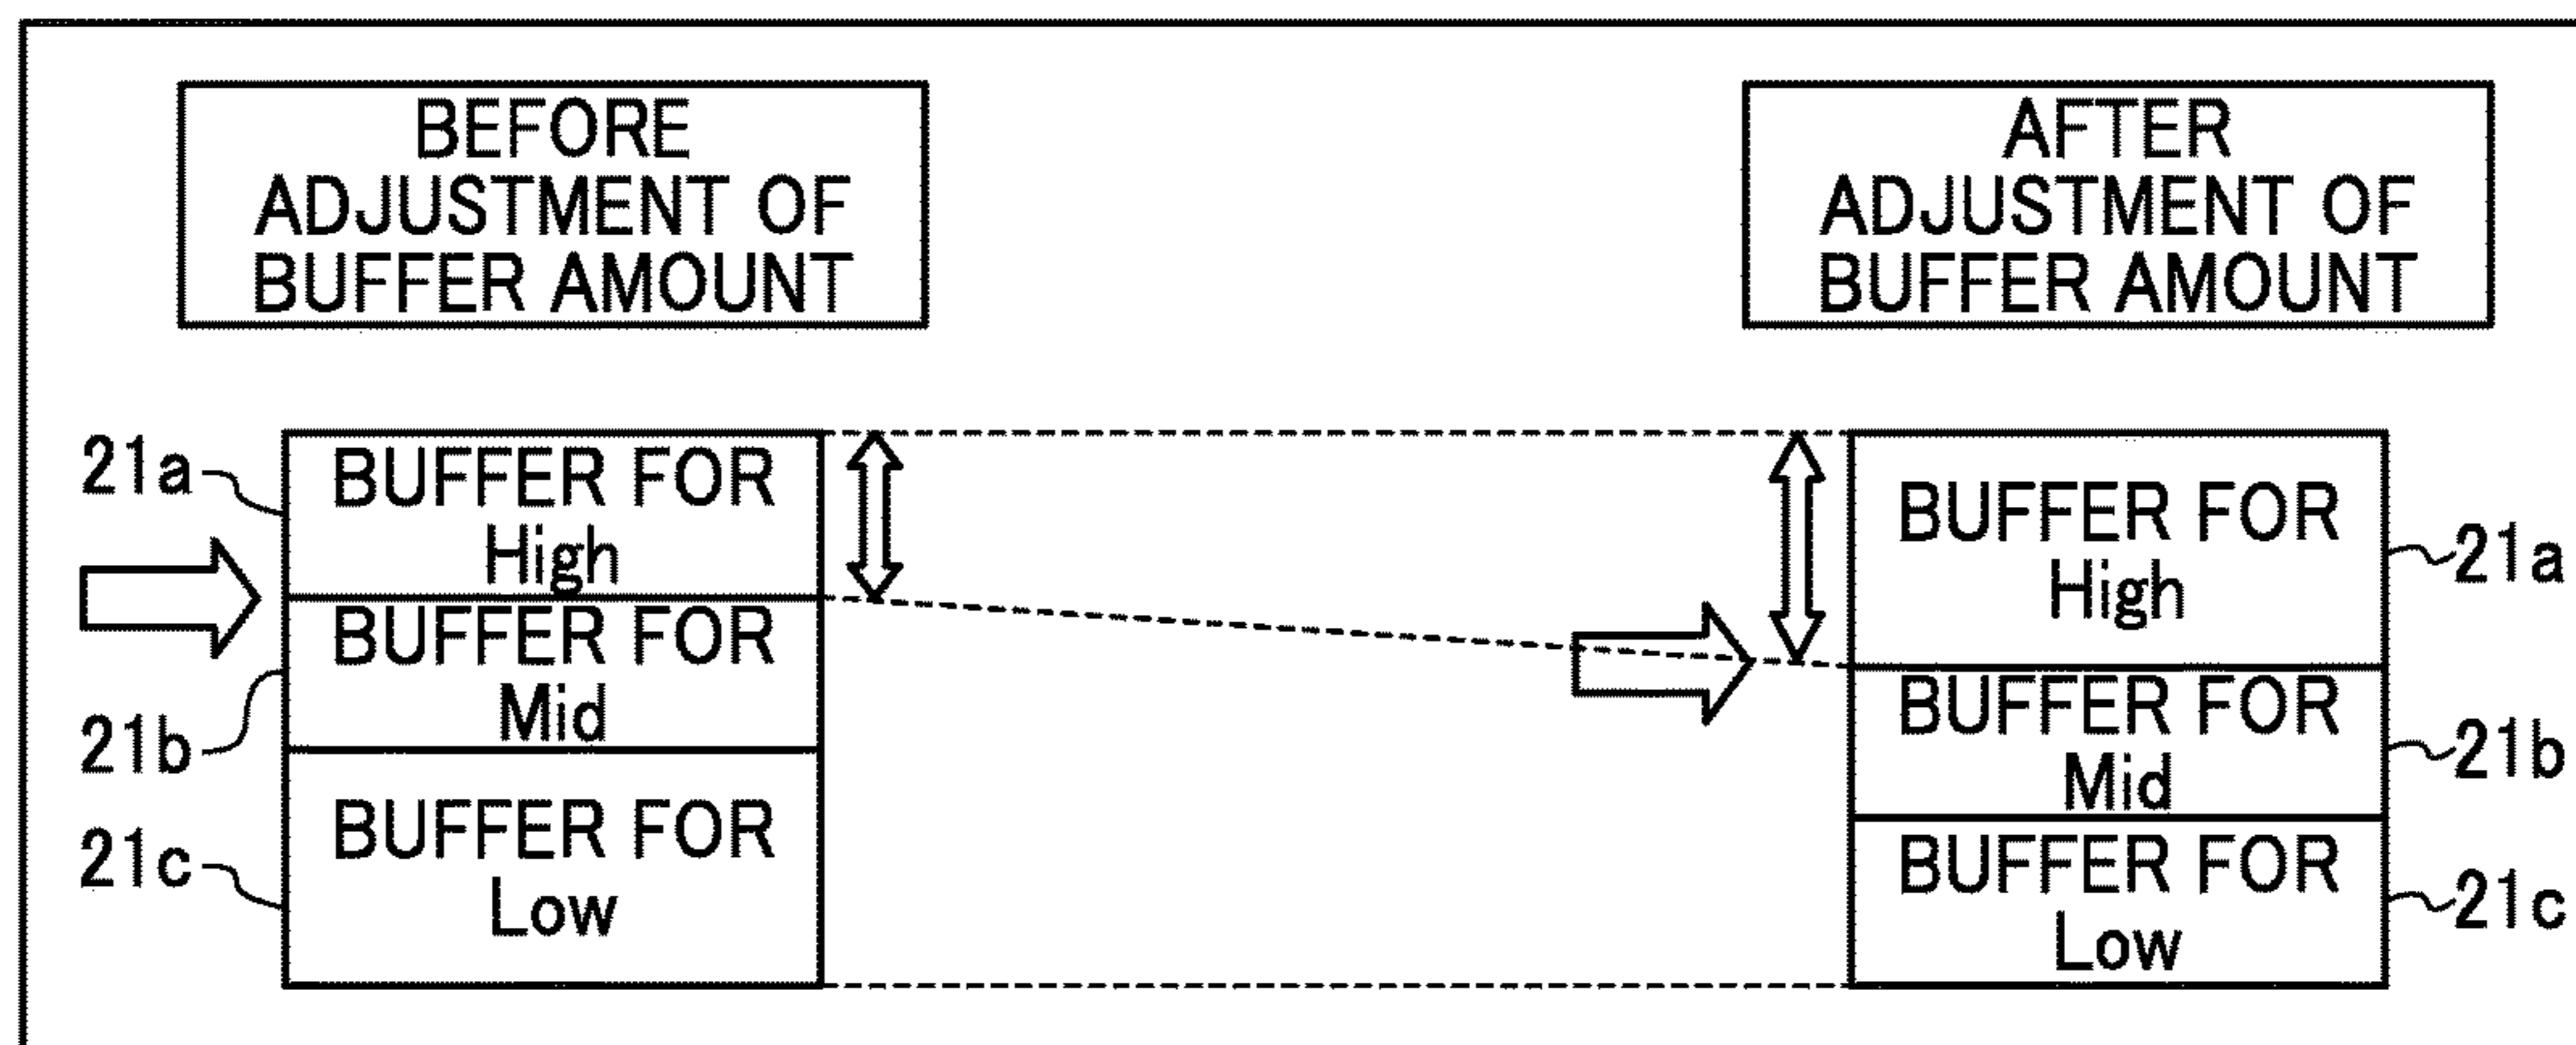 BEFORE
ADJUSTMENT OF
BUFFER AMOUNT
AFTER
ADJUSTMENT OF
BUFFER AMOUNT
21a
BUFFER FOR
High
21b
BUFFER FOR
Mid
21c
BUFFER FOR
Low
BUFFER FOR
High
21a
BUFFER FOR
Mid
21b
BUFFER FOR
Low
21c